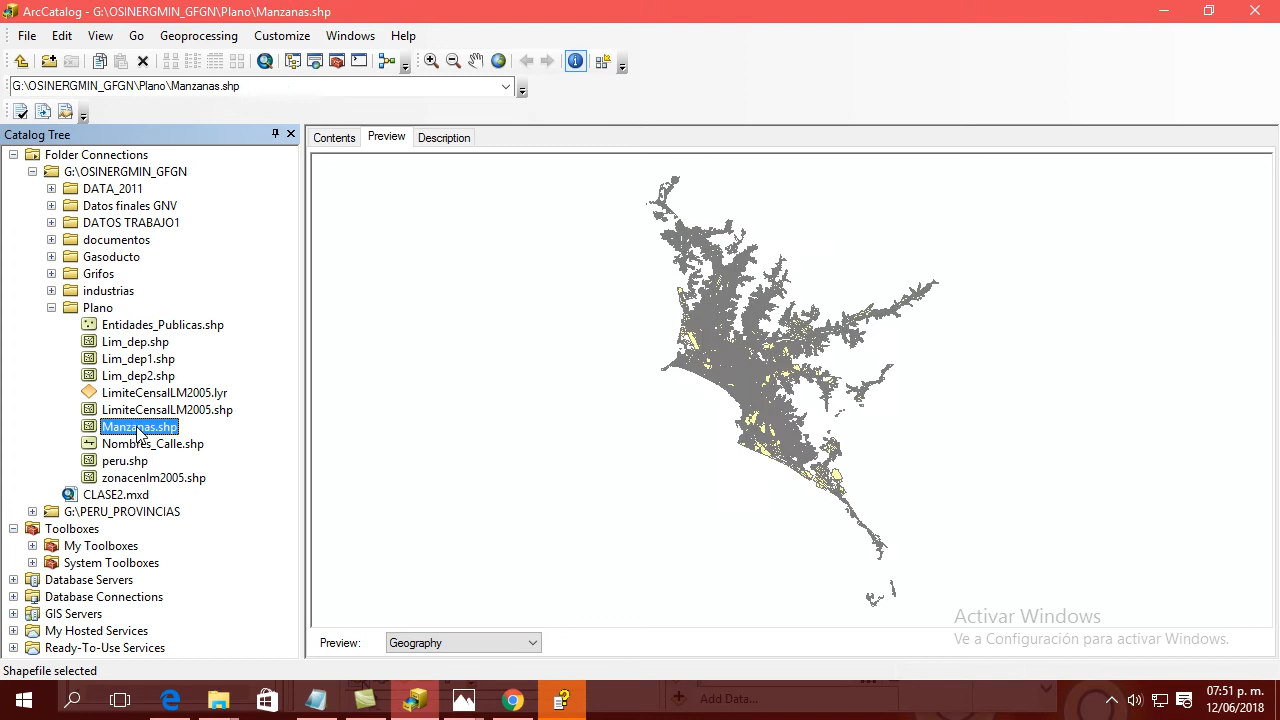 ArcCatalog - G:\OSINERGMIN_GFGN\Plano\Manzanas.shp
File Edit View Go Geoprocessing Customize Windows Help
G:\OSINERGMIN_GFGN\Plano\Manzanas.shp
Catalog Tree
Contents Preview Description
Folder Connections
G:\OSINERGMIN_GFGN
DATA_2011
Datos finales GNV
DATOS TRABAJO1
documentos
Gasoducto
Grifos
industrias
Plano
Entidades_Publicas.shp
Lim_dep.shp
Lim_dep1.shp
Lim_dep2.shp
LimiteCensalLM2005.lyr
LimiteCensalLM2005.shp
Manzanas.shp
Nombres_Calle.shp
peru.shp
zonacenlm2005.shp
CLASE2.mxd
G:\PERU_PROVINCIAS
Toolboxes
My Toolboxes
System Toolboxes
Database Servers
Database Connections
GIS Servers
My Hosted Services
Ready-To-Use Services
Activar Windows
Ve a Configuración para activar Windows.
Preview: Geography
Shapefile selected
Add Data...
07:51 p. m.
12/06/2018